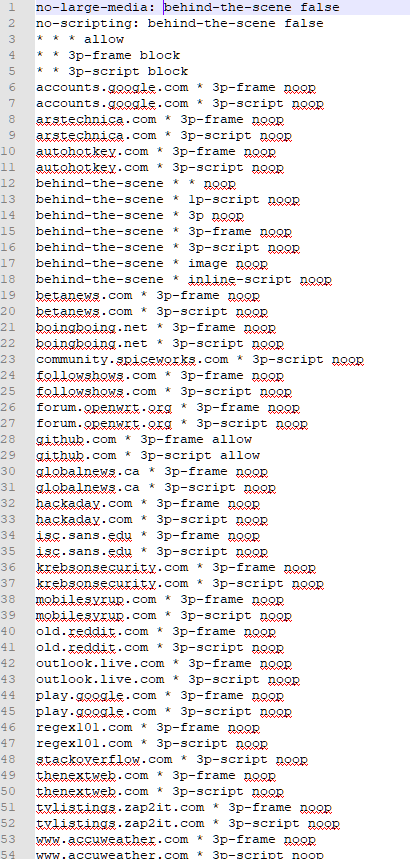 1 no-large-media: behind-the-scene false
2 no-scripting: behind-the-scene false
3 * * * allow
4 * * 3p-frame block
5 * * 3p-script block
6 accounts.google.com * 3p-frame noop
7 accounts.google.com * 3p-script noop
8 arstechnica.com * 3p-frame noop
9 arstechnica.com * 3p-script noop
10 autohotkey.com * 3p-frame noop
11 autohotkey.com * 3p-script noop
12 behind-the-scene * * noop
13 behind-the-scene * 1p-script noop
14 behind-the-scene * 3p noop
15 behind-the-scene * 3p-frame noop
16 behind-the-scene * 3p-script noop
17 behind-the-scene * image noop
18 behind-the-scene * inline-script noop
19 betanews.com * 3p-frame noop
20 betanews.com * 3p-script noop
21 boingboing.net * 3p-frame noop
22 boingboing.net * 3p-script noop
23 community.spiceworks.com * 3p-script noop
24 followshows.com * 3p-frame noop
25 followshows.com * 3p-script noop
26 forum.openwrt.org * 3p-frame noop
27 forum.openwrt.org * 3p-script noop
28 github.com * 3p-frame allow
29 github.com * 3p-script allow
30 globalnews.ca * 3p-frame noop
31 globalnews.ca * 3p-script noop
32 hackaday.com * 3p-frame noop
33 hackaday.com * 3p-script noop
34 isc.sans.edu * 3p-frame noop
35 isc.sans.edu * 3p-script noop
36 krebsonsecurity.com * 3p-frame noop
37 krebsonsecurity.com * 3p-script noop
38 mobilesyrup.com * 3p-frame noop
39 mobilesyrup.com * 3p-script noop
40 old.reddit.com * 3p-frame noop
41 old.reddit.com * 3p-script noop
42 outlook.live.com * 3p-frame noop
43 outlook.live.com * 3p-script noop
44 play.google.com * 3p-frame noop
45 play.google.com * 3p-script noop
46 regex101.com * 3p-frame noop
47 regex101.com * 3p-script noop
48 stackoverflow.com * 3p-script noop
49 thenextweb.com * 3p-frame noop
50 thenextweb.com * 3p-script noop
51 tvlistings.zap2it.com * 3p-frame noop
52 tvlistings.zap2it.com * 3p-script noop
53 www.accuweather.com * 3p-frame noop
54 www.accuweather.com * 3p-script noop